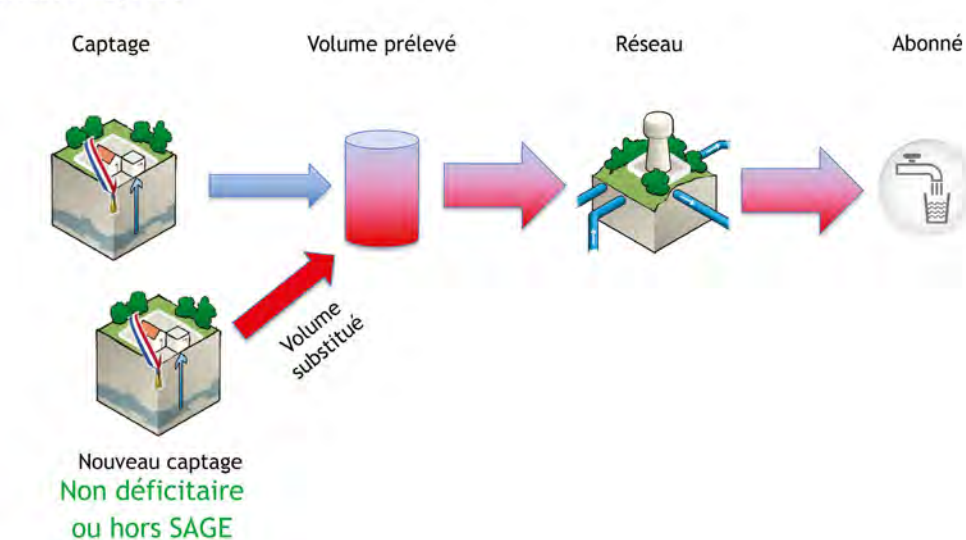 Captage
Volume prélevé
Réseau
Abonné
Volume
substitué
Nouveau captage
Non déficitaire
ou hors SAGE